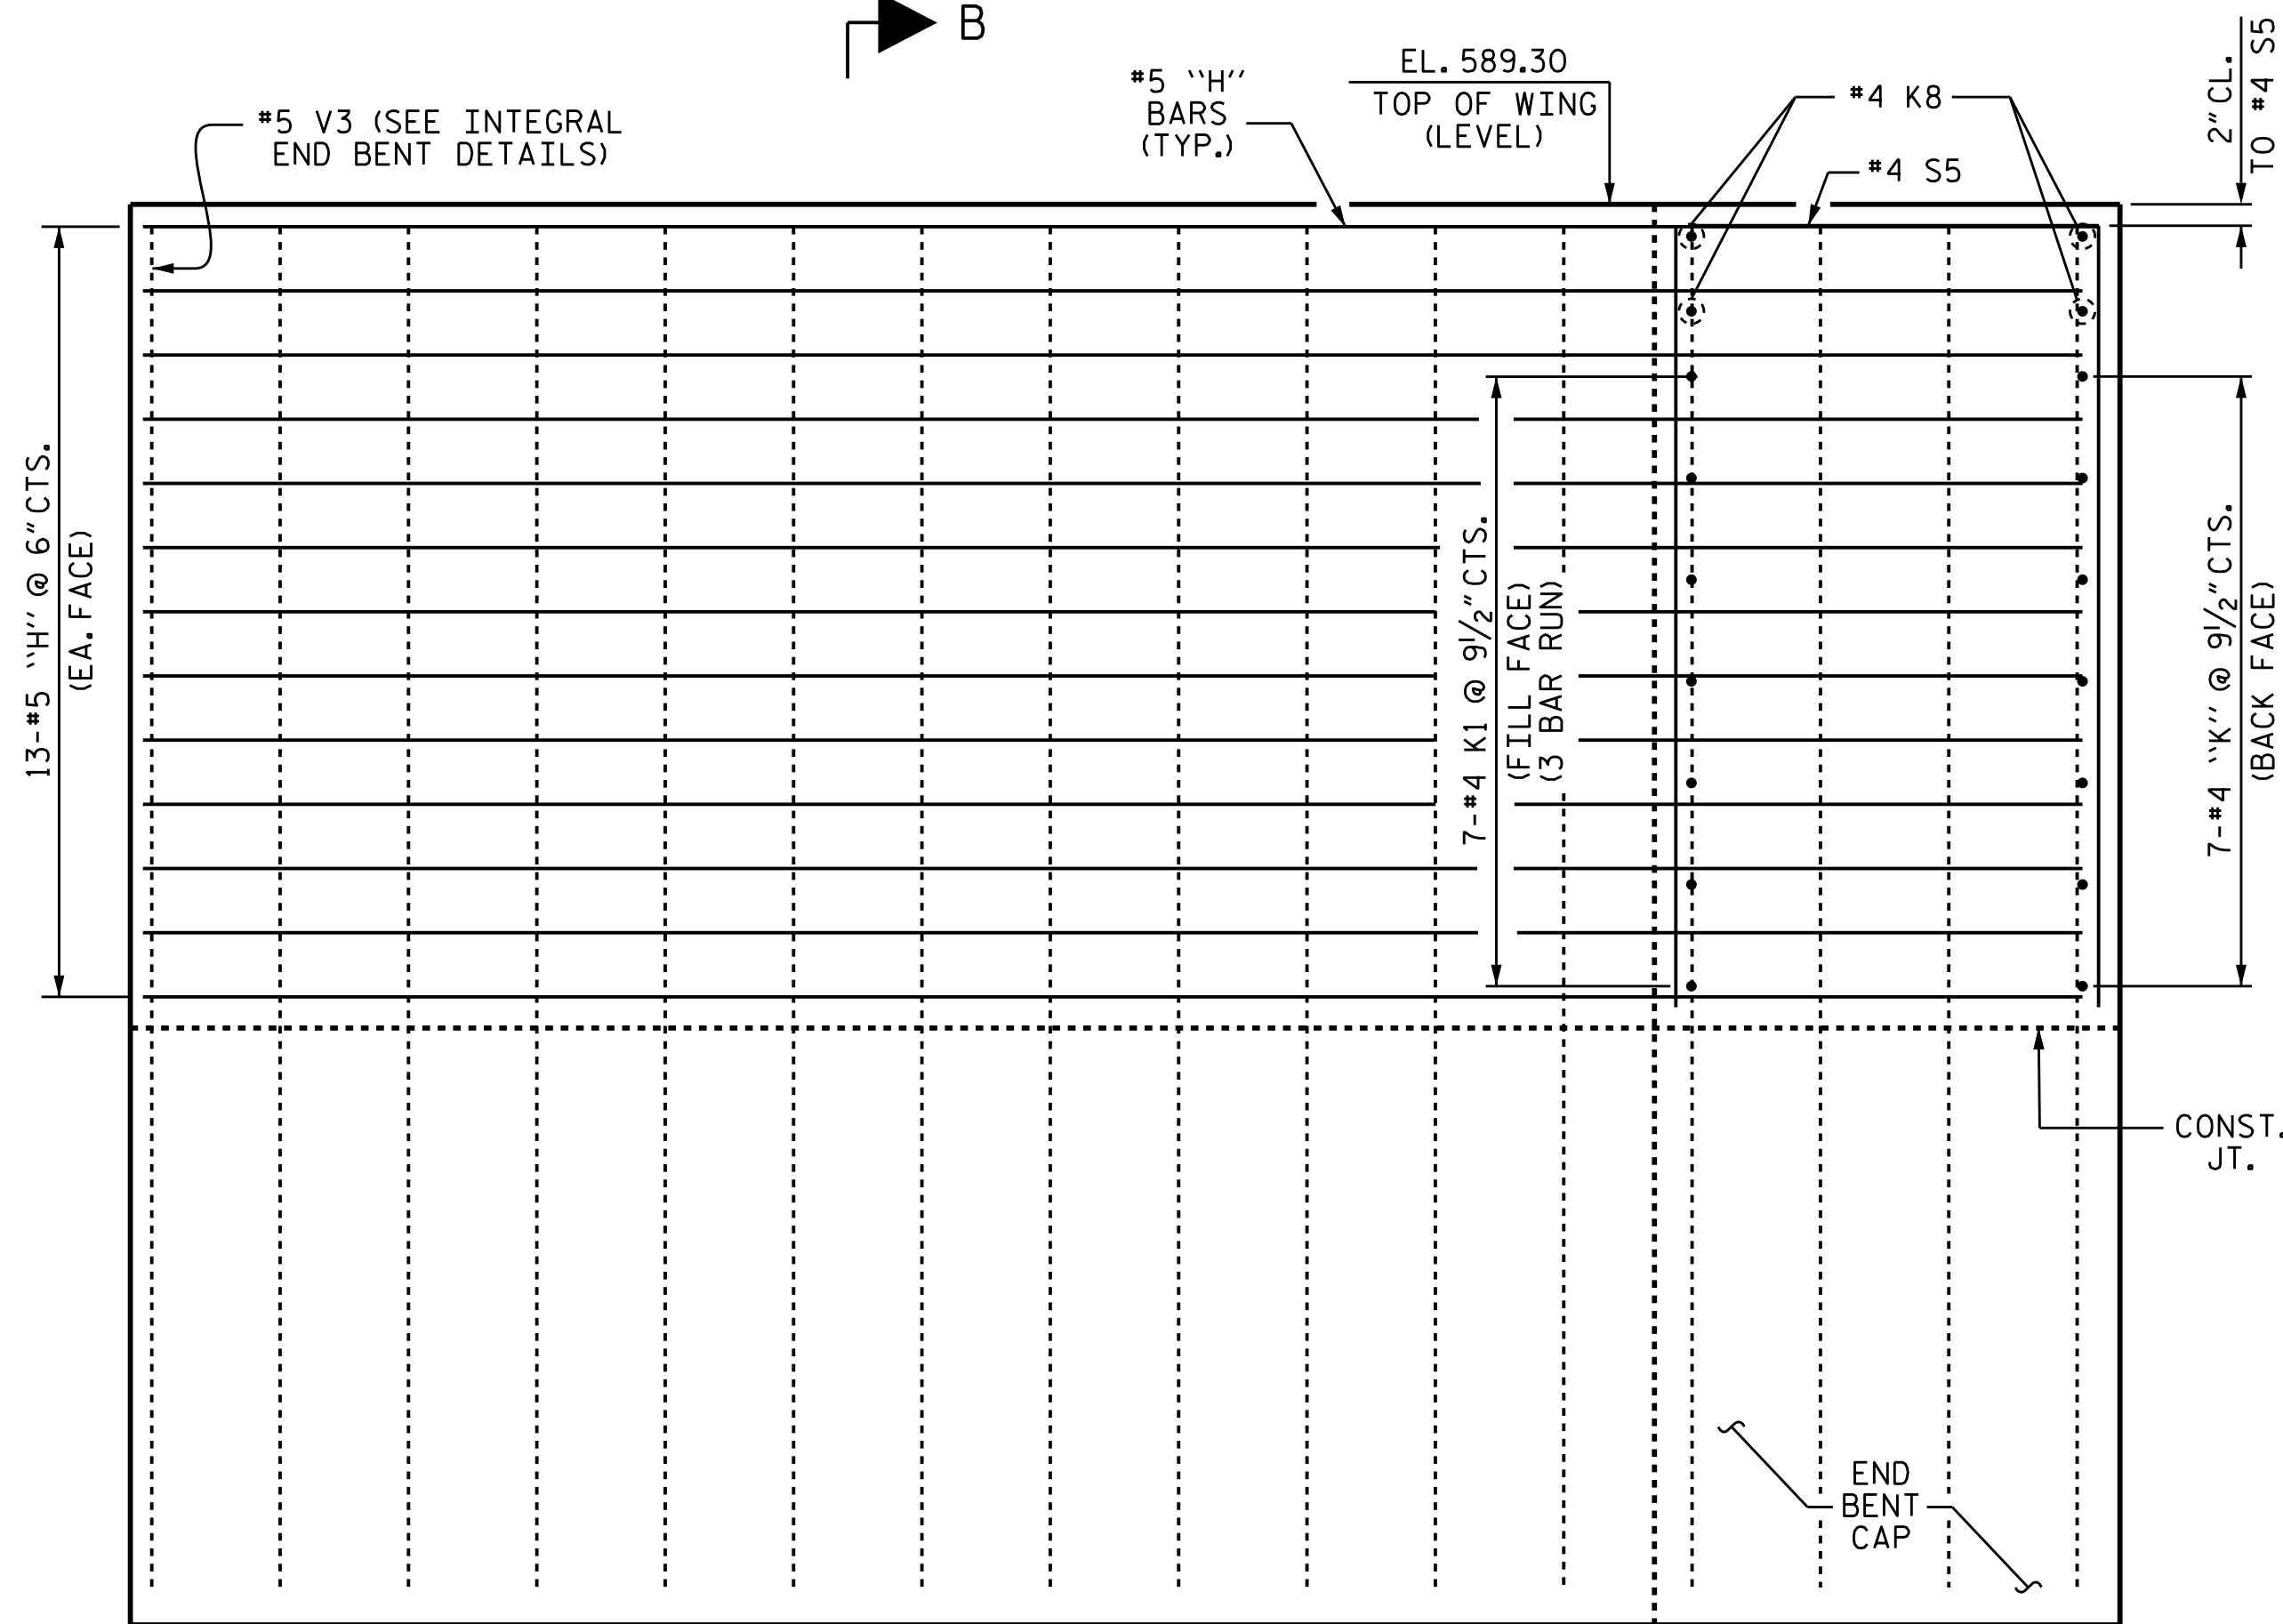 B
#5 V3 (SEE INTEGRAL
END BENT DETAILS)
#5 ``H''
BARS
(TYP.)
EL. 589.30
TOP OF WING
(LEVEL)
#4 K8
#4 S5
2" CL.
TO #4 S5
13-#5 ``H'' @ 6" CTS.
(EA. FACE)
7-#4 K1 @ 9½" CTS.
(FILL FACE)
(3 BAR RUN)
7-#4 ``K'' @ 9½" CTS.
(BACK FACE)
CONST.
JT.
END
BENT
CAP